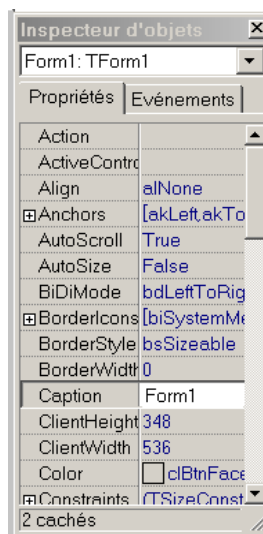 Inspecteur d'objets
Form1: TForm1
Propriétés Evénements
Action
ActiveContro
Align alNone
Anchors [akLeft,akTo
AutoScroll True
AutoSize False
BiDiMode bdLeftToRig
BorderIcons [biSystemMe
BorderStyle bsSizeable
BorderWidth 0
Caption Form1
ClientHeight 348
ClientWidth 536
Color clBtnFace
Constraints (TSizeConst
2 cachés